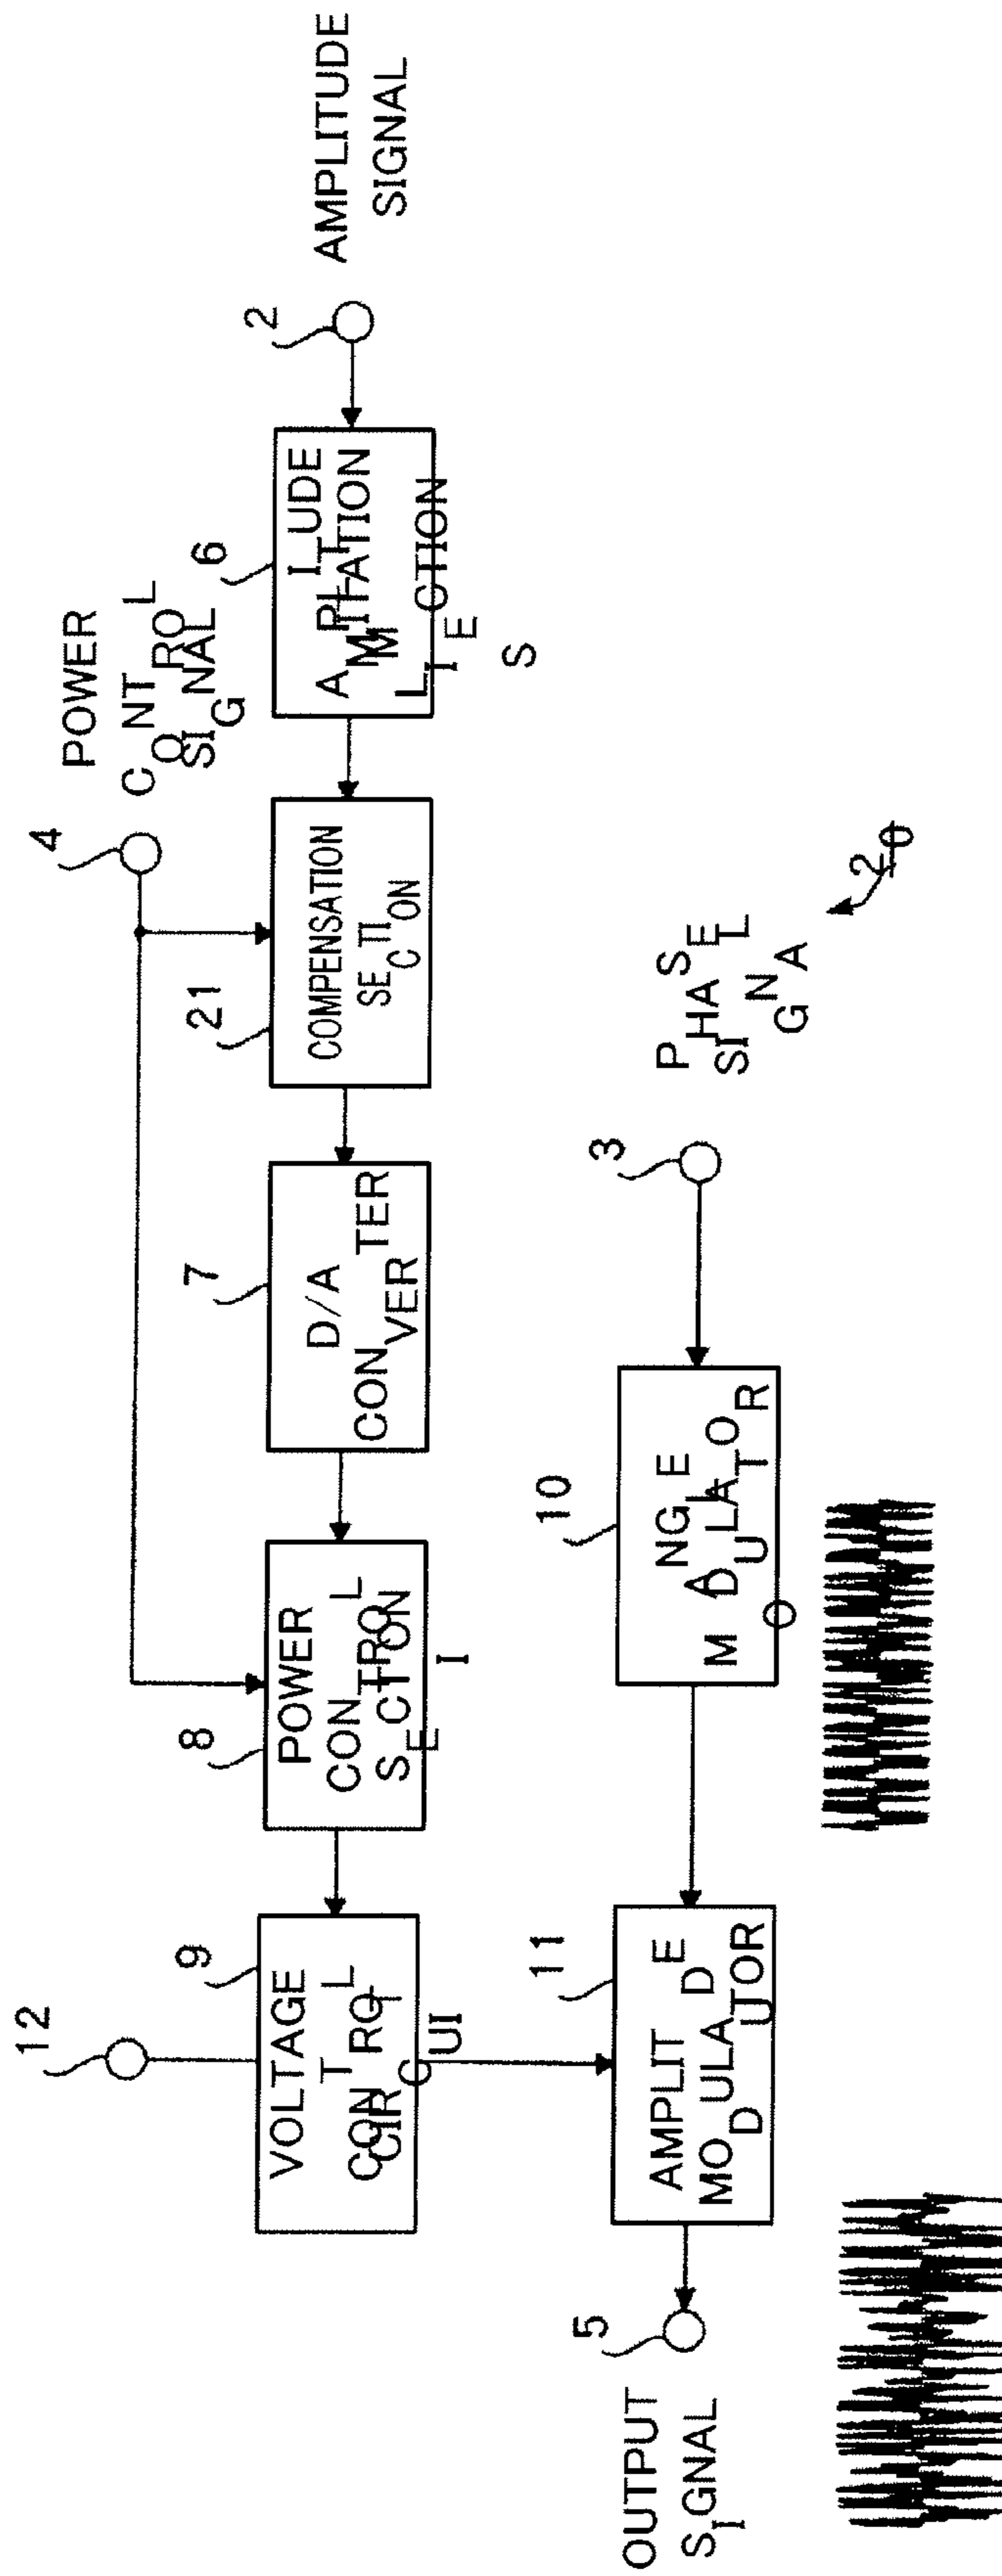 AMPLITUDE
SIGNAL
2
6
AMPLITUDE
LIMITATION
SECTION
POWER
CONTROL
SIGNAL
4
21
COMPENSATION
SECTION
7
D/A
CONVERTER
8
POWER
CONTROL
SECTION
9
VOLTAGE
CONTROL
CIRCUIT
12
PHASE
SIGNAL
3
10
ANGLE
MODULATOR
11
AMPLITUDE
MODULATOR
5
OUTPUT
SIGNAL
20